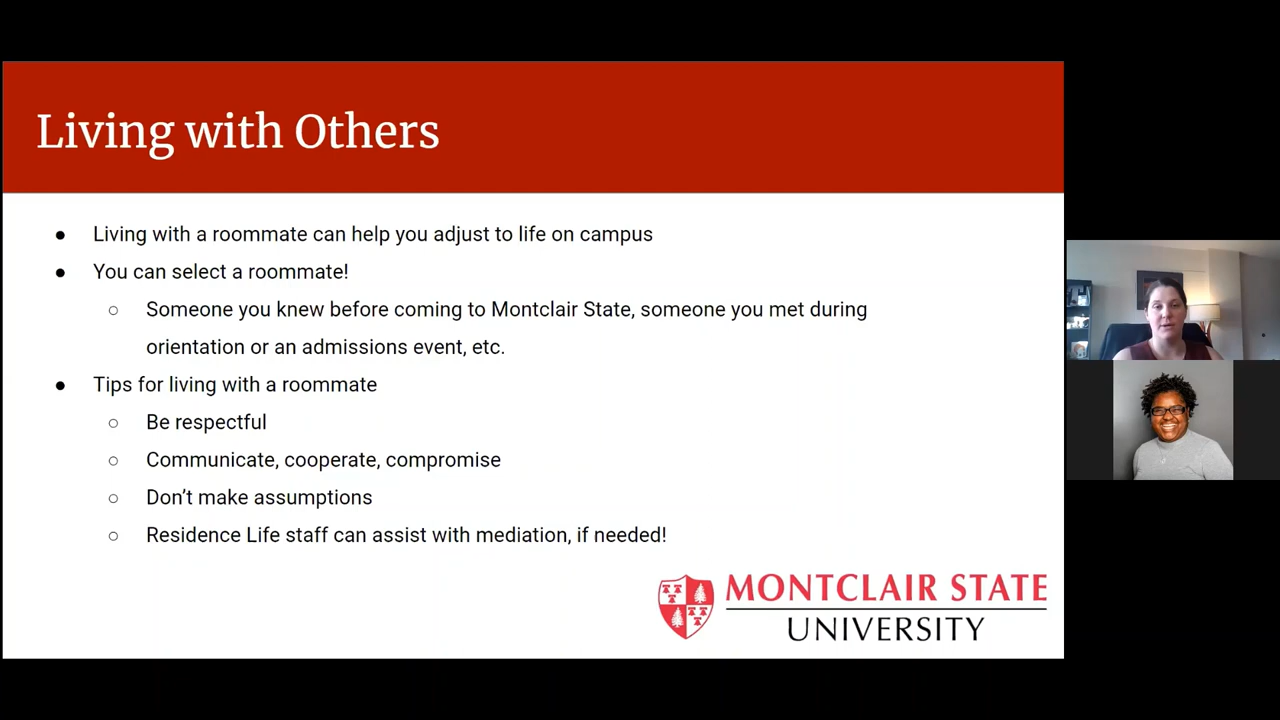 Living with Others
● Living with a roommate can help you adjust to life on campus
● You can select a roommate!
○ Someone you knew before coming to Montclair State, someone you met during
orientation or an admissions event, etc.
● Tips for living with a roommate
○ Be respectful
○ Communicate, cooperate, compromise
○ Don’t make assumptions
○ Residence Life staff can assist with mediation, if needed!
MONTCLAIR STATE
UNIVERSITY